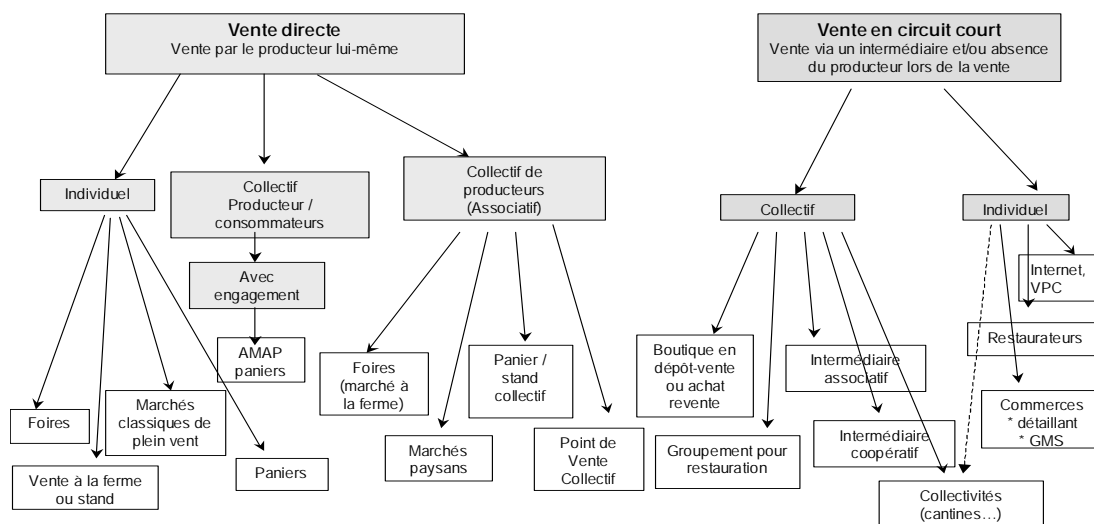 Vente directe
Vente par le producteur lui-même
Vente en circuit court
Vente via un intermédiaire et/ou absence
du producteur lors de la vente
Individuel
Collectif
Producteur /
consommateurs
Collectif de
producteurs
(Associatif)
Collectif
Individuel
Avec
engagement
Internet,
VPC
AMAP
paniers
Restaurateurs
Foires
(marché à
la ferme)
Panier /
stand
collectif
Boutique en
dépôt-vente
ou achat
revente
Intermédiaire
associatif
Foires
Marchés
classiques de
plein vent
Commerces
* détaillant
* GMS
Vente à la ferme
ou stand
Paniers
Marchés
paysans
Point de
Vente
Collectif
Groupement pour
restauration
Intermédiaire
coopératif
Collectivités
(cantines…)